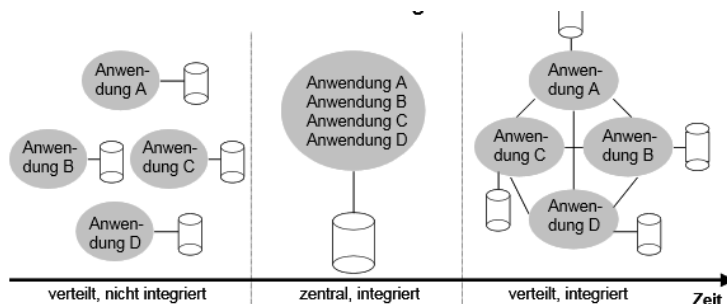 Anwen-
dung A
Anwen-
dung B
Anwen-
dung C
Anwen-
dung D
Anwendung A
Anwendung B
Anwendung C
Anwendung D
Anwen-
dung A
Anwen-
dung C
Anwen-
dung B
Anwen-
dung D
verteilt, nicht integriert
zentral, integriert
verteilt, integriert
Zeit